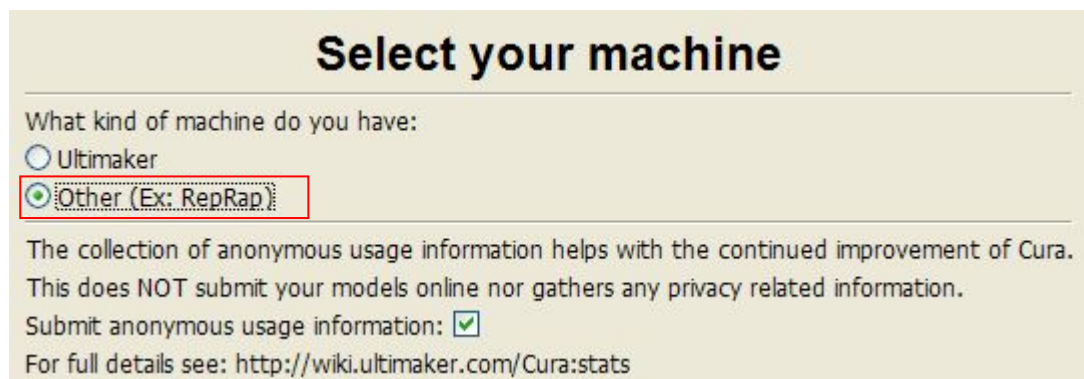 Select your machine
What kind of machine do you have:
Ultimaker
Other (Ex: RepRap)
The collection of anonymous usage information helps with the continued improvement of Cura.
This does NOT submit your models online nor gathers any privacy related information.
Submit anonymous usage information:
For full details see: http://wiki.ultimaker.com/Cura:stats